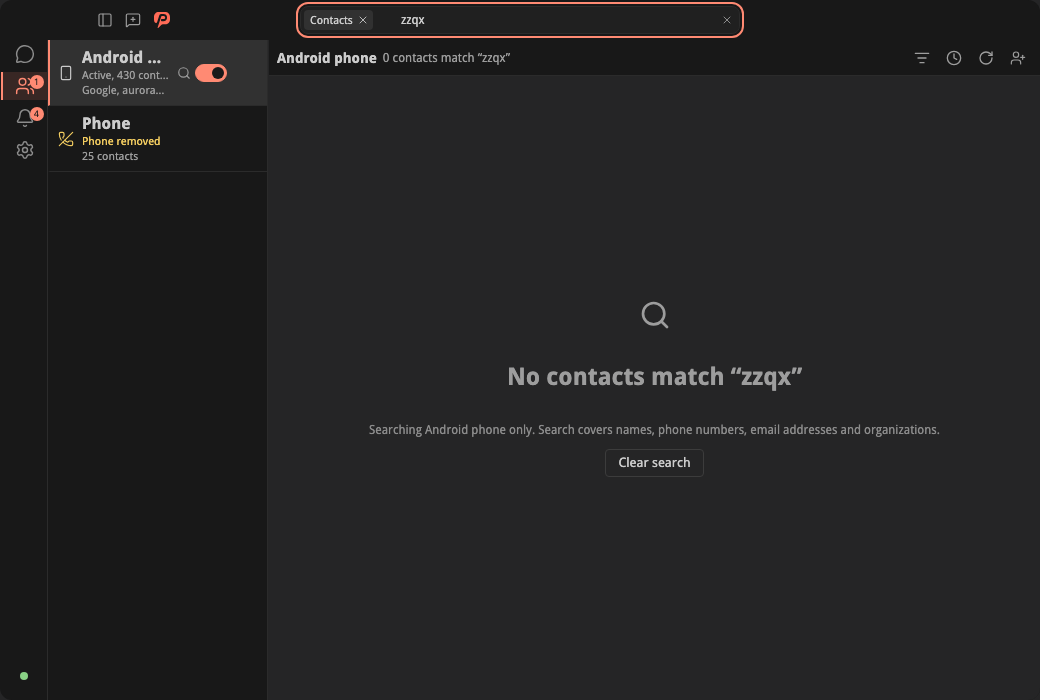 Contacts
zzqx
1
4
Android ...
Active, 430 cont...
Google, aurora...
Phone
Phone removed
25 contacts
Android phone 0 contacts match “zzqx”
No contacts match “zzqx”
Searching Android phone only. Search covers names, phone numbers, email addresses and organizations.
Clear search